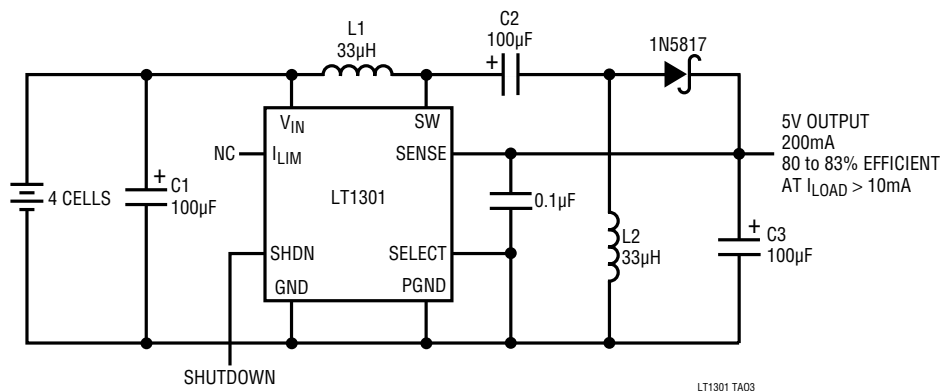 C2
100µF
L1
33µH
1N5817
V_IN
SW
NC
I_LIM
SENSE
5V OUTPUT
200mA
80 to 83% EFFICIENT
AT I_LOAD > 10mA
4 CELLS
+
C1
100µF
LT1301
0.1µF
+
L2
33µH
+
C3
100µF
SHDN
SELECT
GND
PGND
SHUTDOWN
LT1301 TA03